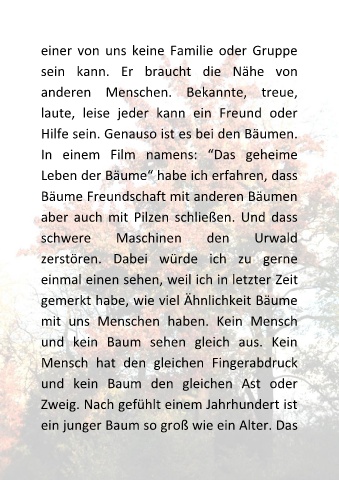 einer von uns keine Familie oder Gruppe
sein kann. Er braucht die Nähe von
anderen Menschen. Bekannte, treue,
laute, leise jeder kann ein Freund oder
Hilfe sein. Genauso ist es bei den Bäumen.
In einem Film namens: “Das geheime
Leben der Bäume“ habe ich erfahren, dass
Bäume Freundschaft mit anderen Bäumen
aber auch mit Pilzen schließen. Und dass
schwere Maschinen den Urwald
zerstören. Dabei würde ich zu gerne
einmal einen sehen, weil ich in letzter Zeit
gemerkt habe, wie viel Ähnlichkeit Bäume
mit uns Menschen haben. Kein Mensch
und kein Baum sehen gleich aus. Kein
Mensch hat den gleichen Fingerabdruck
und kein Baum den gleichen Ast oder
Zweig. Nach gefühlt einem Jahrhundert ist
ein junger Baum so groß wie ein Alter. Das